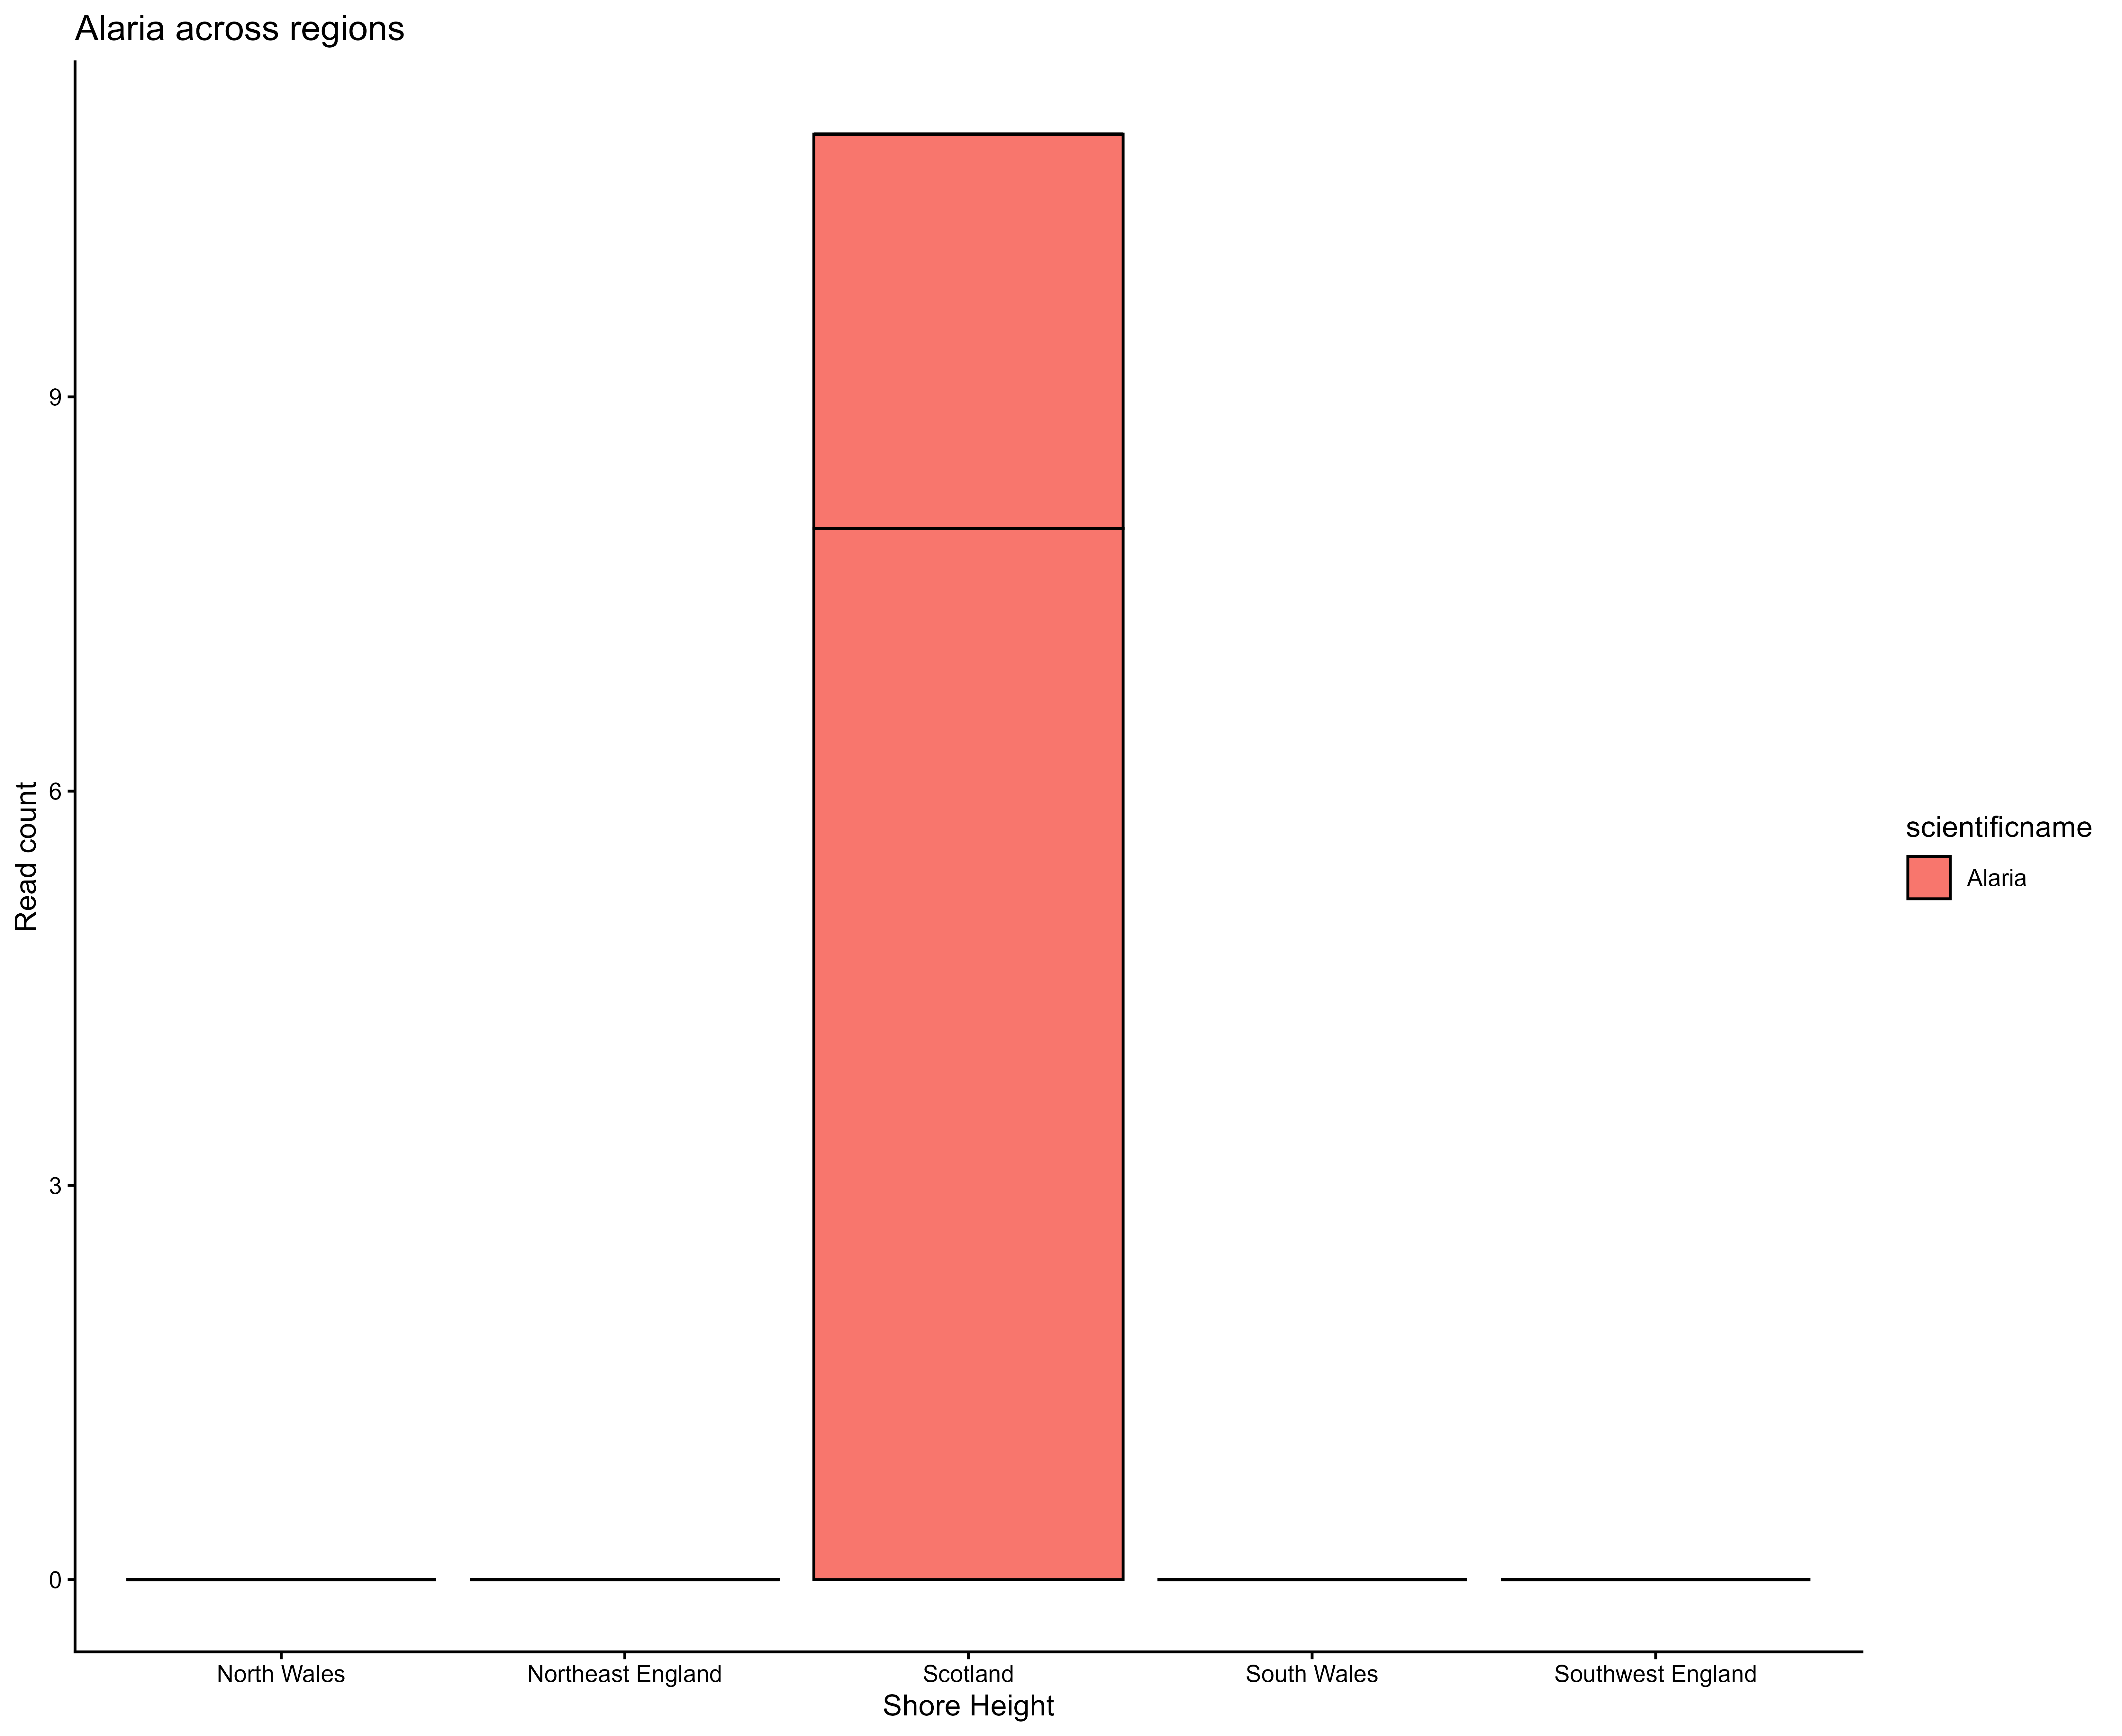 Alaria across regions
Read count
9
6
3
0
North Wales
Northeast England
Scotland
South Wales
Southwest England
Shore Height
scientificname
Alaria